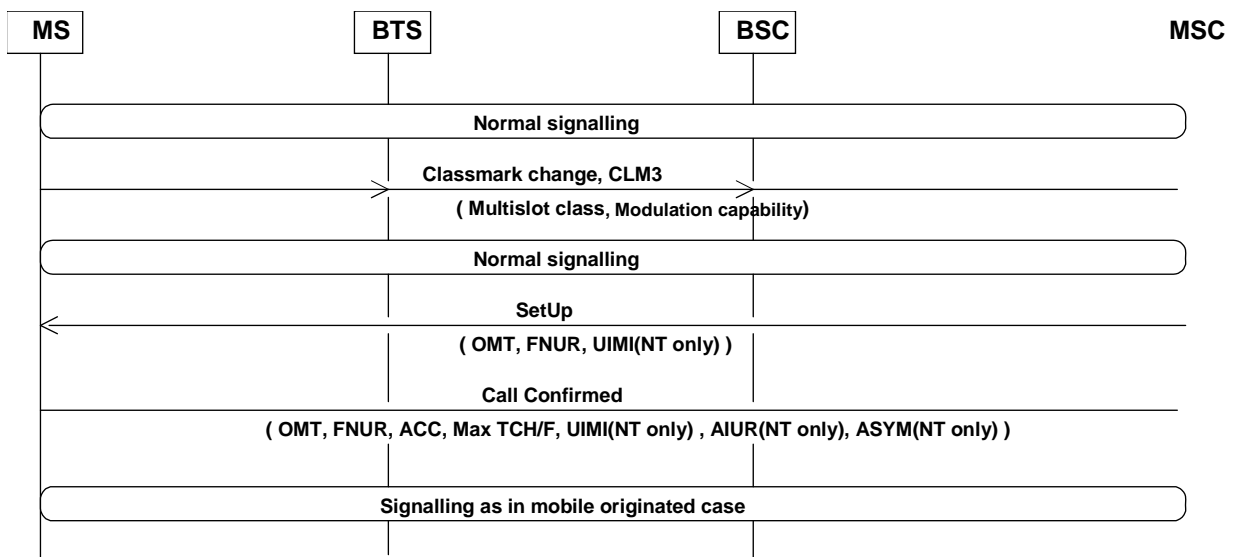 MS BTS BSC MSC
Normal signalling
Classmark change, CLM3
( Multislot class, Modulation capability)
Normal signalling
SetUp
( OMT, FNUR, UIMI(NT only) )
Call Confirmed
( OMT, FNUR, ACC, Max TCH/F, UIMI(NT only) , AIUR(NT only), ASYM(NT only) )
Signalling as in mobile originated case